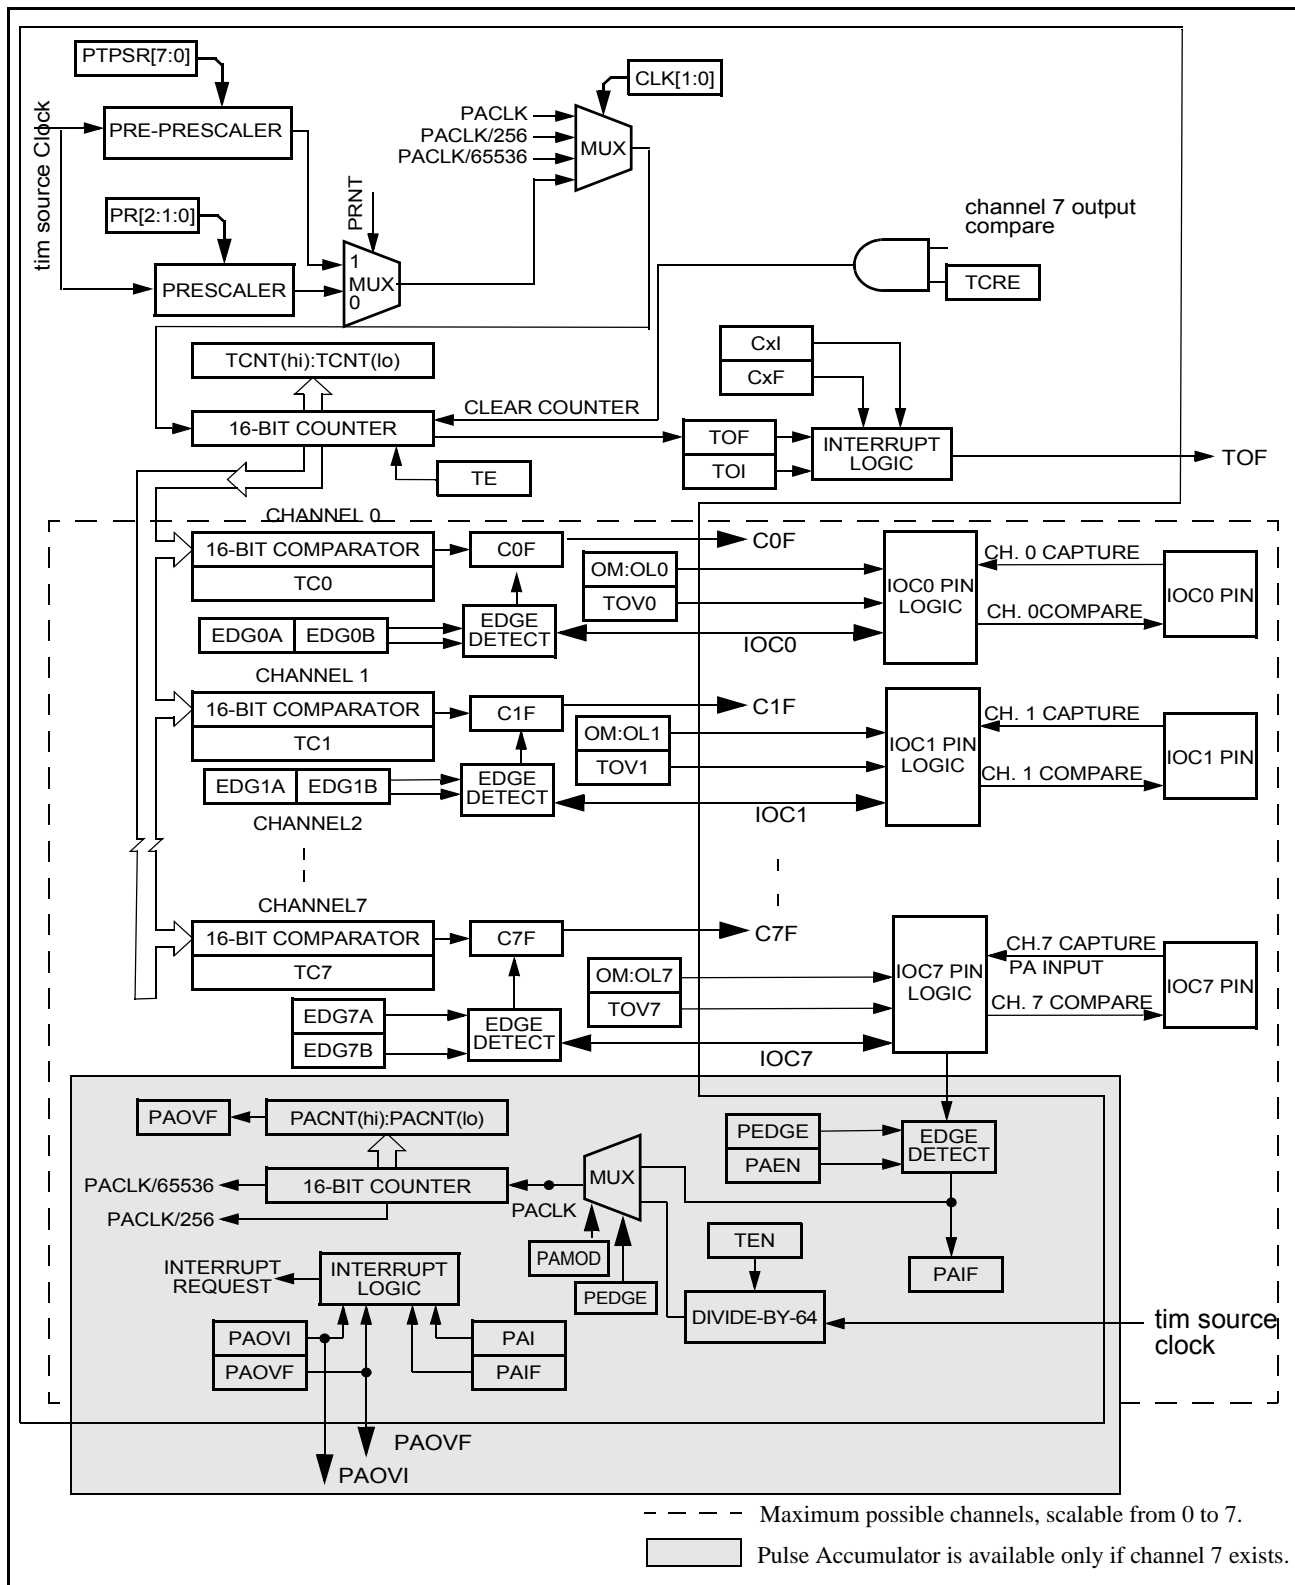 PTPSR[7:0]
CLK[1:0]
PACLK
PACLK/256
PACLK/65536
MUX
tim source Clock
PRE-PRESCALER
PR[2:1:0]
PRNT
PRESCALER
1
MUX
0
channel 7 output
compare
TCRE
TCNT(hi):TCNT(lo)
CxI
CxF
CLEAR COUNTER
16-BIT COUNTER
TOF
TOI
INTERRUPT
LOGIC
TOF
TE
CHANNEL 0
16-BIT COMPARATOR
TC0
C0F
C0F
OM:OL0
TOV0
EDG0A
EDG0B
EDGE
DETECT
IOC0
IOC0 PIN
LOGIC
CH. 0 CAPTURE
CH. 0COMPARE
IOC0 PIN
CHANNEL 1
16-BIT COMPARATOR
TC1
C1F
C1F
OM:OL1
TOV1
EDG1A
EDG1B
EDGE
DETECT
IOC1
IOC1 PIN
LOGIC
CH. 1 CAPTURE
CH. 1 COMPARE
IOC1 PIN
CHANNEL2
CHANNEL7
16-BIT COMPARATOR
TC7
C7F
C7F
OM:OL7
TOV7
EDG7A
EDG7B
EDGE
DETECT
IOC7
IOC7 PIN
LOGIC
CH.7 CAPTURE
PA INPUT
CH. 7 COMPARE
IOC7 PIN
PAOVF
PACNT(hi):PACNT(lo)
PEDGE
PAEN
EDGE
DETECT
MUX
PACLK/65536
16-BIT COUNTER
PACLK
PACLK/256
PAMOD
PEDGE
TEN
PAIF
INTERRUPT
REQUEST
INTERRUPT
LOGIC
DIVIDE-BY-64
tim source
clock
PAOVI
PAOVF
PAI
PAIF
PAOVF
PAOVI
Maximum possible channels, scalable from 0 to 7.
Pulse Accumulator is available only if channel 7 exists.